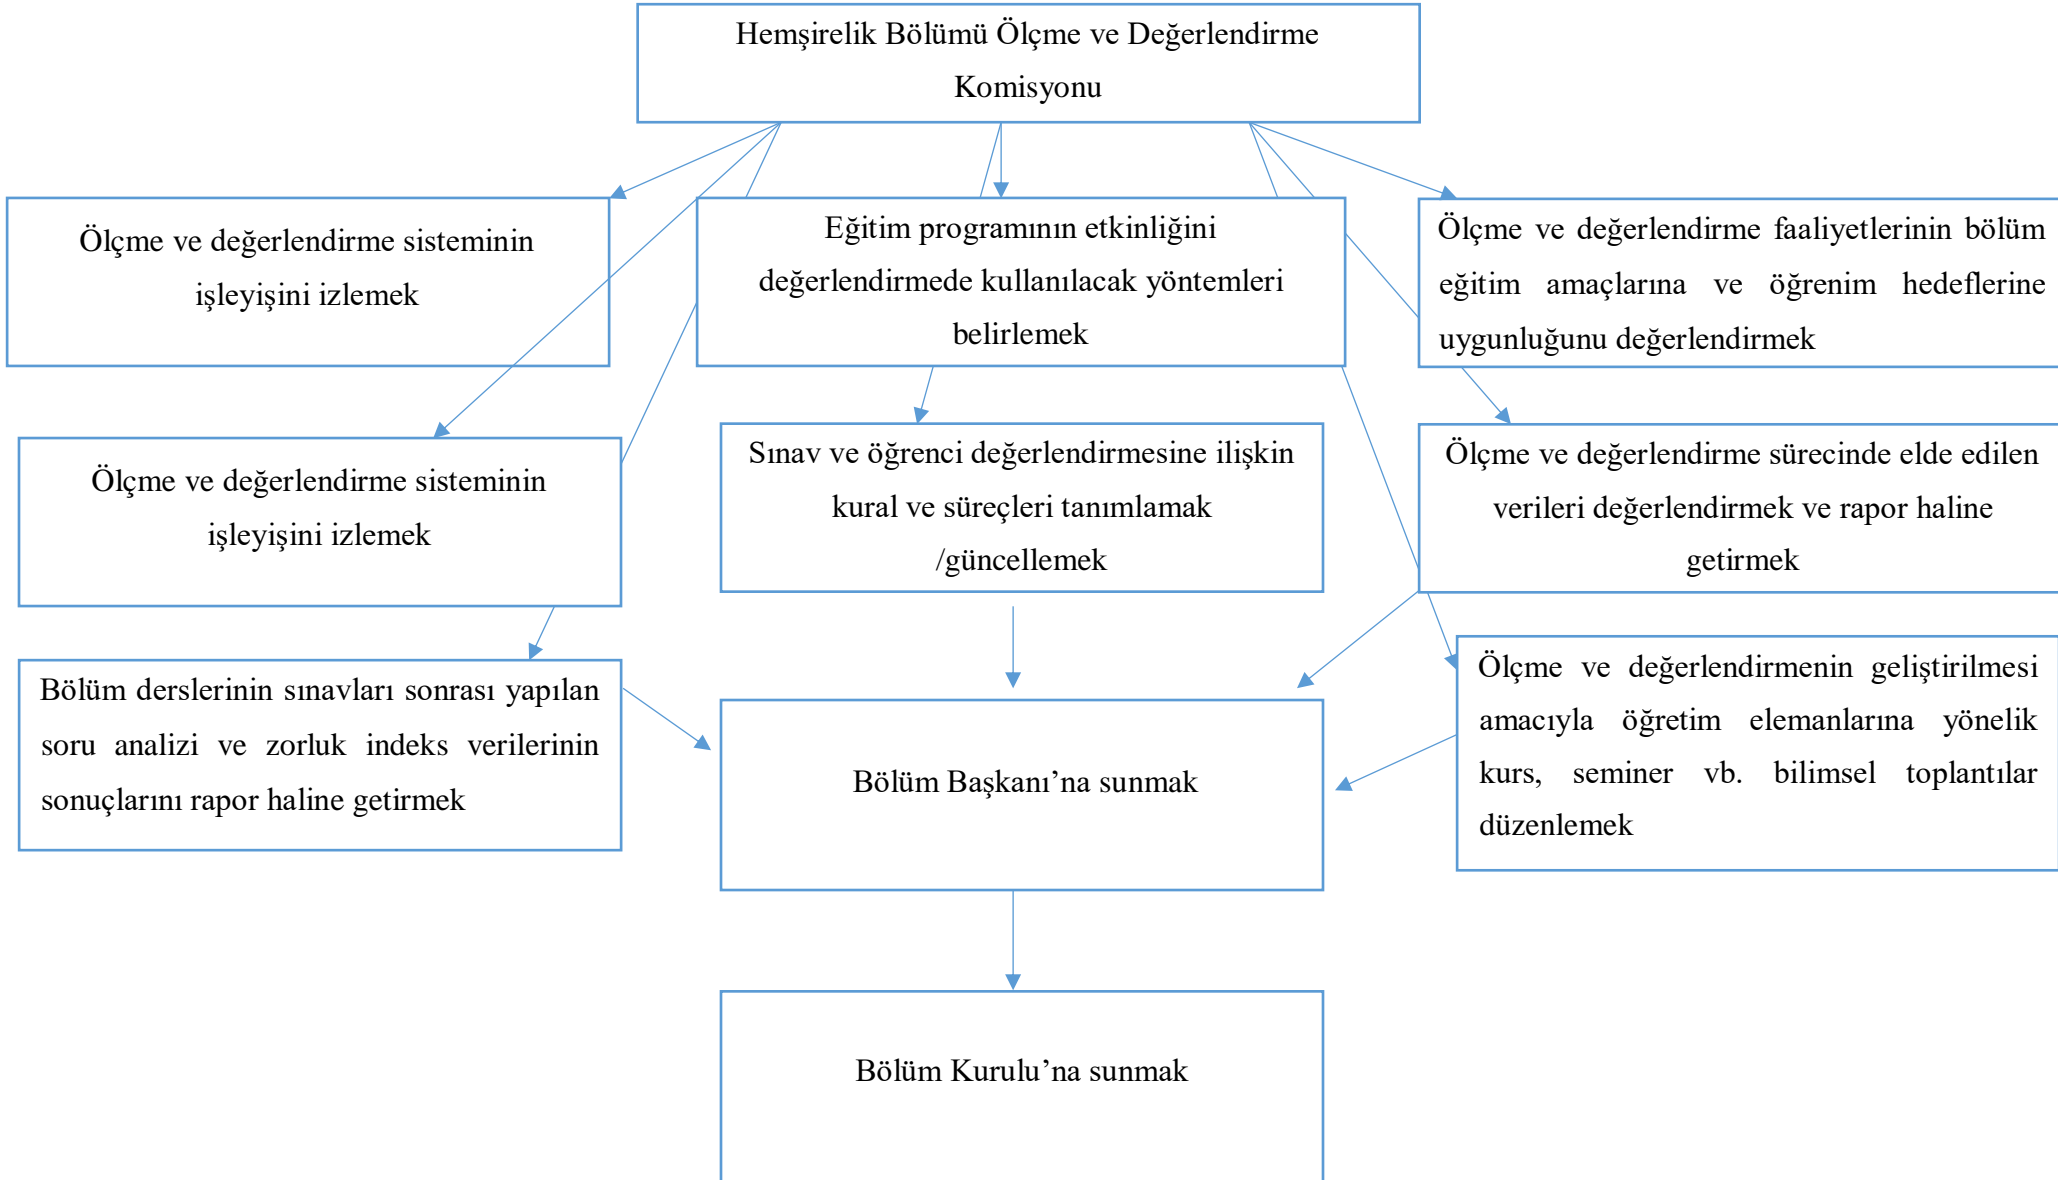 Hemşirelik Bölümü Ölçme ve Değerlendirme
Komisyonu
Ölçme ve değerlendirme sisteminin
işleyişini izlemek
Eğitim programının etkinliğini
değerlendirmede kullanılacak yöntemleri
belirlemek
Ölçme ve değerlendirme faaliyetlerinin bölüm
eğitim amaçlarına ve öğrenim hedeflerine
uygunluğunu değerlendirmek
Ölçme ve değerlendirme sisteminin
işleyişini izlemek
Sınav ve öğrenci değerlendirmesine ilişkin
kural ve süreçleri tanımlamak
/güncellemek
Ölçme ve değerlendirme sürecinde elde edilen
verileri değerlendirmek ve rapor haline
getirmek
Bölüm derslerinin sınavları sonrası yapılan
soru analizi ve zorluk indeks verilerinin
sonuçlarını rapor haline getirmek
Bölüm Başkanı’na sunmak
Ölçme ve değerlendirmenin geliştirilmesi
amacıyla öğretim elemanlarına yönelik
kurs, seminer vb. bilimsel toplantılar
düzenlemek
Bölüm Kurulu’na sunmak